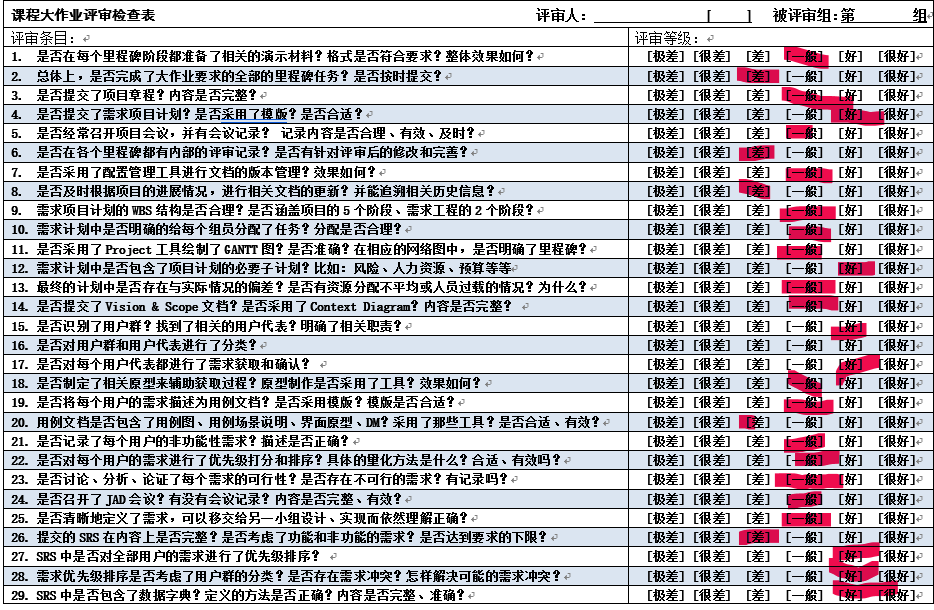 课程大作业评审检查表 评审人：[ ] 被评审组：第 组
评审条目： 评审等级：
1. 是否在每个里程碑阶段都准备了相关的演示材料？格式是否符合要求？整体效果如何？ [极差] [很差] [差] [一般] [好] [很好]
2. 总体上，是否完成了大作业要求的全部的里程碑任务？是否按时提交？ [极差] [很差] [差] [一般] [好] [很好]
3. 是否提交了项目章程？内容是否完整？ [极差] [很差] [差] [一般] [好] [很好]
4. 是否提交了需求项目计划？是否采用了模版？是否合适？ [极差] [很差] [差] [一般] [好] [很好]
5. 是否经常召开项目会议，并有会议记录？ 记录内容是否合理、有效、及时？ [极差] [很差] [差] [一般] [好] [很好]
6. 是否在各个里程碑都有内部的评审记录？是否有针对评审后的修改和完善？ [极差] [很差] [差] [一般] [好] [很好]
7. 是否采用了配置管理工具进行文档的版本管理？效果如何？ [极差] [很差] [差] [一般] [好] [很好]
8. 是否及时根据项目的进展情况，进行相关文档的更新？并能追溯相关历史信息？ [极差] [很差] [差] [一般] [好] [很好]
9. 需求项目计划的WBS结构是否合理？是否涵盖项目的5个阶段、需求工程的2个阶段？ [极差] [很差] [差] [一般] [好] [很好]
10. 需求计划中是否明确的给每个组员分配了任务？分配是否合理？ [极差] [很差] [差] [一般] [好] [很好]
11. 是否采用了Project工具绘制了GANTT图？是否准确？在相应的网络图中，是否明确了里程碑？ [极差] [很差] [差] [一般] [好] [很好]
12. 需求计划中是否包含了项目计划的必要子计划？比如：风险、人力资源、预算等等 [极差] [很差] [差] [一般] [好] [很好]
13. 最终的计划中是否存在与实际情况的偏差？是否有资源分配不平均或人员过载的情况？为什么？ [极差] [很差] [差] [一般] [好] [很好]
14. 是否提交了Vision & Scope文档？是否采用了Context Diagram？内容是否完整？ [极差] [很差] [差] [一般] [好] [很好]
15. 是否识别了用户群？找到了相关的用户代表？明确了相关职责？ [极差] [很差] [差] [一般] [好] [很好]
16. 是否对用户群和用户代表进行了分类？ [极差] [很差] [差] [一般] [好] [很好]
17. 是否对每个用户代表都进行了需求获取和确认？ [极差] [很差] [差] [一般] [好] [很好]
18. 是否制定了相关原型来辅助获取过程？原型制作是否采用了工具？效果如何？ [极差] [很差] [差] [一般] [好] [很好]
19. 是否将每个用户的需求描述为用例文档？是否采用模版？模版是否合适？ [极差] [很差] [差] [一般] [好] [很好]
20. 用例文档是否包含了用例图、用例场景说明、界面原型、DM？采用了那些工具？是否合适、有效？ [极差] [很差] [差] [一般] [好] [很好]
21. 是否记录了每个用户的非功能性需求？描述是否正确？ [极差] [很差] [差] [一般] [好] [很好]
22. 是否对每个用户的需求进行了优先级打分和排序？具体的量化方法是什么？合适、有效吗？ [极差] [很差] [差] [一般] [好] [很好]
23. 是否讨论、分析、论证了每个需求的可行性？是否存在不可行的需求？有记录吗？ [极差] [很差] [差] [一般] [好] [很好]
24. 是否召开了JAD会议？有没有会议记录？内容是否完整、有效？ [极差] [很差] [差] [一般] [好] [很好]
25. 是否清晰地定义了需求，可以移交给另一小组设计、实现而依然理解正确？ [极差] [很差] [差] [一般] [好] [很好]
26. 提交的SRS在内容上是否完整？是否考虑了功能和非功能的需求？是否达到要求的下限？ [极差] [很差] [差] [一般] [好] [很好]
27. SRS中是否对全部用户的需求进行了优先级排序？ [极差] [很差] [差] [一般] [好] [很好]
28. 需求优先级排序是否考虑了用户群的分类？是否存在需求冲突？怎样解决可能的需求冲突？ [极差] [很差] [差] [一般] [好] [很好]
29. SRS中是否包含了数据字典？定义的方法是否正确？内容是否完整、准确？ [极差] [很差] [差] [一般] [好] [很好]